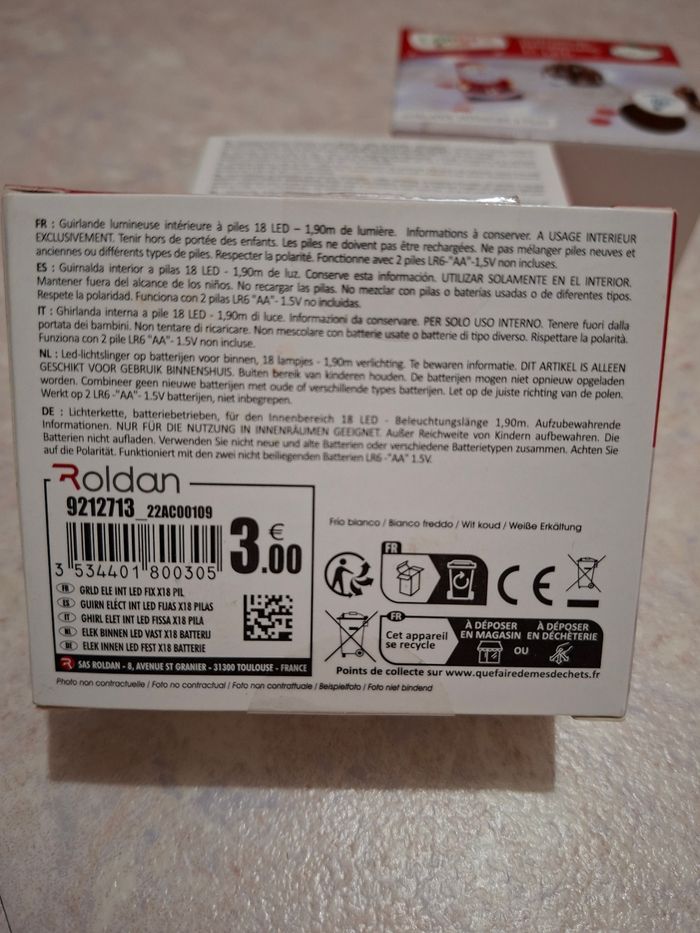 FR : Guirlande lumineuse intérieure à piles 18 LED – 1,90m de lumière. Informations à conserver. A USAGE INTERIEUR
EXCLUSIVEMENT. Tenir hors de portée des enfants. Les piles ne doivent pas être rechargées. Ne pas mélanger piles neuves et
anciennes ou différents types de piles. Respecter la polarité. Fonctionne avec 2 piles LR6-"AA"-1,5V non incluses.
ES : Guirnalda interior a pilas 18 LED - 1,90m de luz. Conserve esta información. UTILIZAR SOLAMENTE EN EL INTERIOR.
Mantener fuera del alcance de los niños. No recargar las pilas. No mezclar con pilas o baterías usadas o de diferentes tipos.
Respete la polaridad. Funciona con 2 pilas LR6 "AA"- 1.5V no incluidas.
IT : Ghirlanda interna a pile 18 LED - 1,90m di luce. Informazioni da conservare. PER SOLO USO INTERNO. Tenere fuori dalla
portata dei bambini. Non tentare di ricaricare. Non mescolare con batterie usate o batterie di tipo diverso. Rispettare la polarità.
Funziona con 2 pile LR6 "AA"- 1.5V non incluse.
NL : Led-lichtslinger op batterijen voor binnen, 18 lampjes - 1,90m verlichting. Te bewaren informatie. DIT ARTIKEL IS ALLEEN
GESCHIKT VOOR GEBRUIK BINNENSHUIS. Buiten bereik van kinderen houden. De batterijen mogen niet opnieuw opgeladen
worden. Combineer geen nieuwe batterijen met oude of verschillende types batterijen. Let op de juiste richting van de polen.
Werkt op 2 LR6 -"AA"- 1.5V batterijen, niet inbegrepen.
DE : Lichterkette, batteriebetrieben, für den Innenbereich 18 LED - Beleuchtungslänge 1,90m. Aufzubewahrende
Informationen. NUR FÜR DIE NUTZUNG IN INNENRÄUMEN GEEIGNET. Außer Reichweite von Kindern aufbewahren. Die
Batterien nicht aufladen. Verwenden Sie nicht neue und alte Batterien oder verschiedene Batterietypen zusammen. Achten Sie
auf die Polarität. Funktioniert mit den zwei nicht beiliegenden Batterien LR6 -"AA" 1.5V.
Roldan
9212713_22AC00109
3.00 €
3 534401 800305
FR GRLD ELE INT LED FIX X18 PIL
ES GUIRN ELÉCT INT LED FIJAS X18 PILAS
IT GHIRL ELET INT LED FISSA X18 PILA
NL ELEK BINNEN LED VAST X18 BATTERIJ
DE ELEK INNEN LED FEST X18 BATTERIE
SAS ROLDAN - 8, AVENUE ST GRANIER - 31300 TOULOUSE - FRANCE
Frio blanco / Bianco freddo / Wit koud / Weiße Erkältung
FR
CE
FR
Cet appareil
se recycle
À DÉPOSER
EN MAGASIN
OU
À DÉPOSER
EN DÉCHÈTERIE
Points de collecte sur www.quefairedemesdechets.fr
Photo non contractuelle / Foto no contractual / Foto non contrattuale / Beispielfoto / Foto niet bindend